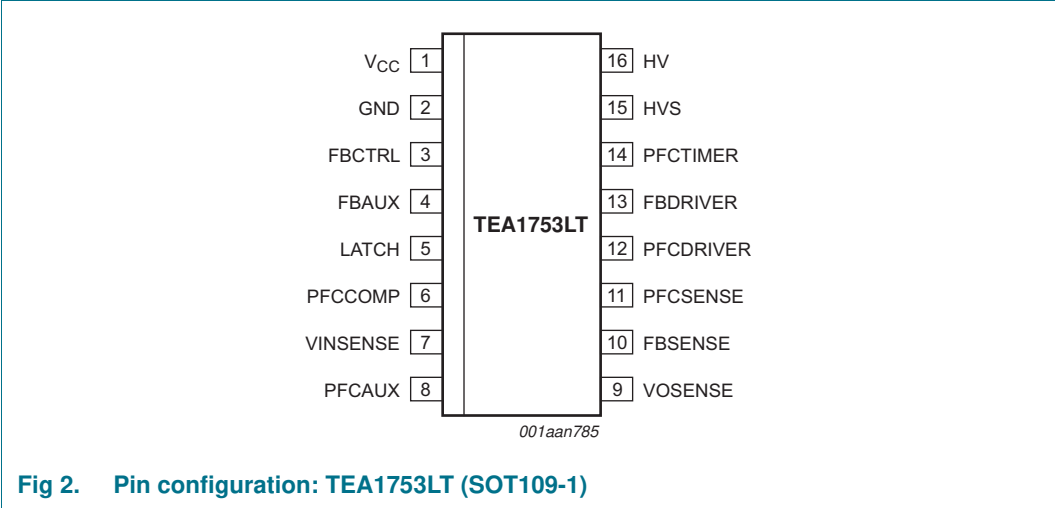 VCC 1 16 HV
GND 2 15 HVS
FBCTRL 3 14 PFCTIMER
FBAUX 4 13 FBDRIVER
TEA1753LT
LATCH 5 12 PFCDRIVER
PFCCOMP 6 11 PFCSENSE
VINSENSE 7 10 FBSENSE
PFCAUX 8 9 VOSENSE
001aan785
Fig 2. Pin configuration: TEA1753LT (SOT109-1)